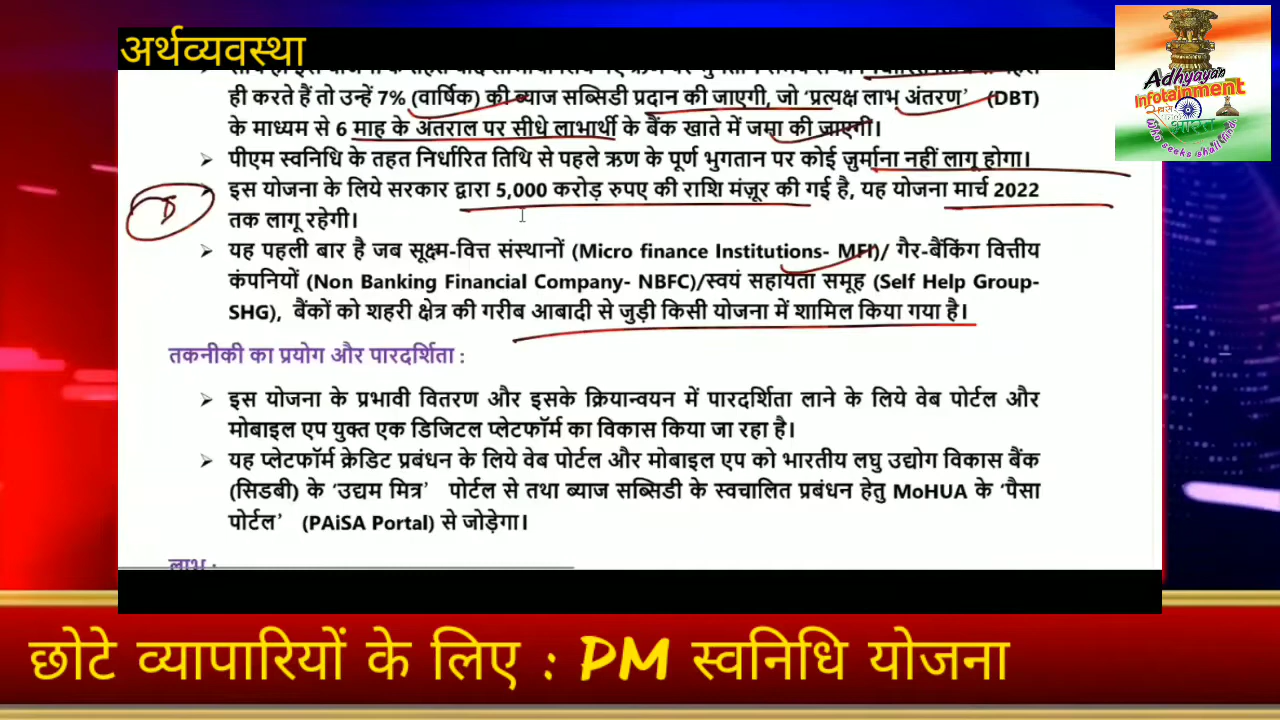 अर्थव्यवस्था
ही करते हैं तो उन्हें 7% (वार्षिक) की ब्याज सब्सिडी प्रदान की जाएगी, जो ‘प्रत्यक्ष लाभ अंतरण’ (DBT)
के माध्यम से 6 माह के अंतराल पर सीधे लाभार्थी के बैंक खाते में जमा की जाएगी।
➢ पीएम स्वनिधि के तहत निर्धारित तिथि से पहले ऋण के पूर्ण भुगतान पर कोई ज़ुर्माना नहीं लागू होगा।
इस योजना के लिये सरकार द्वारा 5,000 करोड़ रुपए की राशि मंज़ूर की गई है, यह योजना मार्च 2022
तक लागू रहेगी।
➢ यह पहली बार है जब सूक्ष्म-वित्त संस्थानों (Micro finance Institutions- MFI)/ गैर-बैंकिंग वित्तीय
कंपनियों (Non Banking Financial Company- NBFC)/स्वयं सहायता समूह (Self Help Group-
SHG), बैंकों को शहरी क्षेत्र की गरीब आबादी से जुड़ी किसी योजना में शामिल किया गया है।
तकनीकी का प्रयोग और पारदर्शिता :
➢ इस योजना के प्रभावी वितरण और इसके क्रियान्वयन में पारदर्शिता लाने के लिये वेब पोर्टल और
मोबाइल एप युक्त एक डिजिटल प्लेटफॉर्म का विकास किया जा रहा है।
➢ यह प्लेटफॉर्म क्रेडिट प्रबंधन के लिये वेब पोर्टल और मोबाइल एप को भारतीय लघु उद्योग विकास बैंक
(सिडबी) के ‘उद्यम मित्र’ पोर्टल से तथा ब्याज सब्सिडी के स्वचालित प्रबंधन हेतु MoHUA के ‘पैसा
पोर्टल’ (PAiSA Portal) से जोड़ेगा।
लाभ :
छोटे व्यापारियों के लिए : PM स्वनिधि योजना
Adhyayan
Infotainment